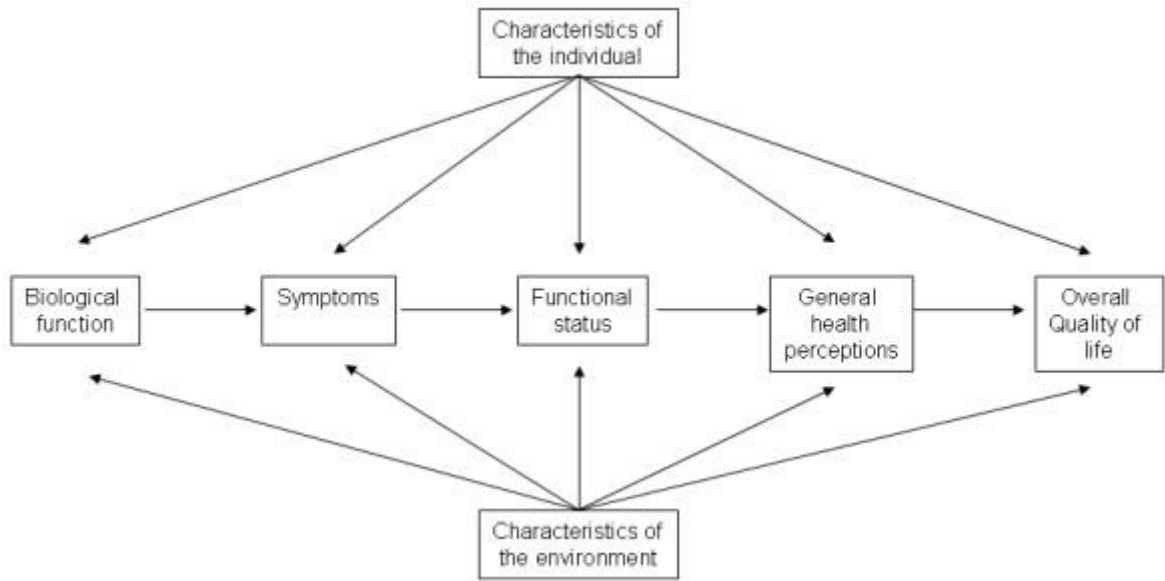 Characteristics of
the individual
Biological
function
Symptoms
Functional
status
General
health
perceptions
Overall
Quality of
life
Characteristics of
the environment